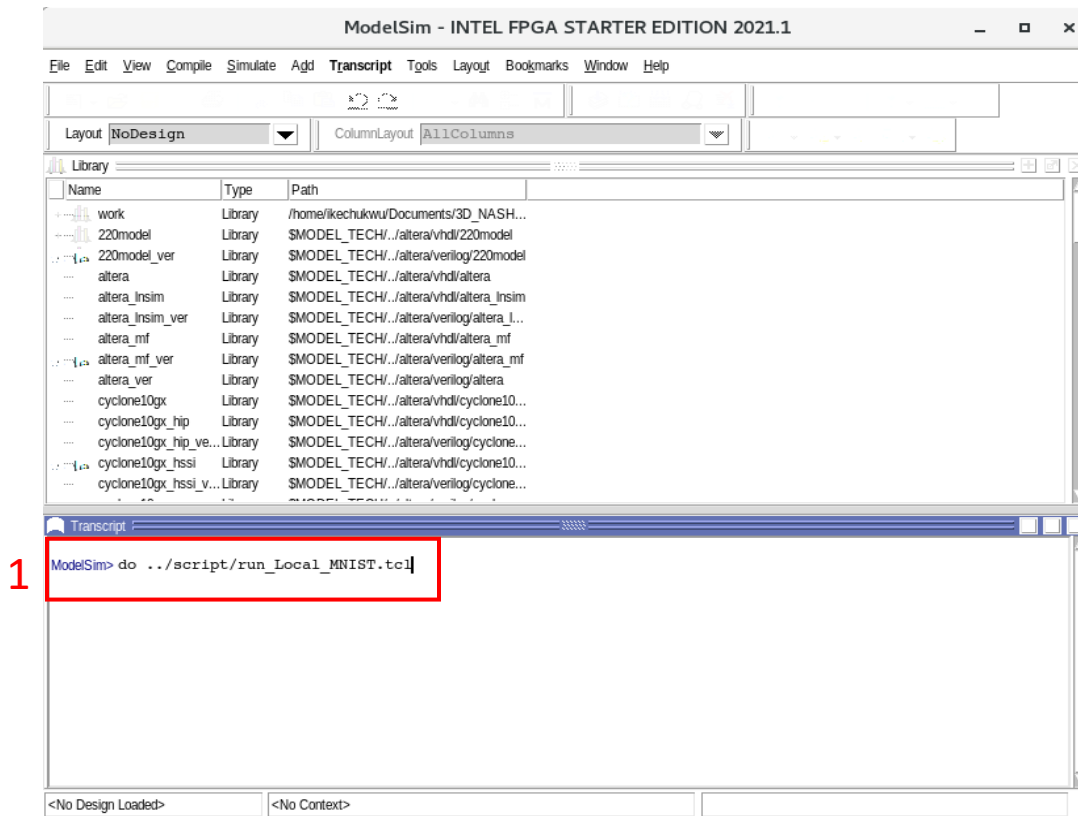 ModelSim - INTEL FPGA STARTER EDITION 2021.1
File Edit View Compile Simulate Add Transcript Tools Layout Bookmarks Window Help
Layout NoDesign ColumnLayout AllColumns
Library
Name Type Path
work Library /home/ikechukwu/Documents/3D_NASH...
220model Library $MODEL_TECH/../altera/vhdl/220model
220model_ver Library $MODEL_TECH/../altera/verilog/220model
altera Library $MODEL_TECH/../altera/vhdl/altera
altera_lnsim Library $MODEL_TECH/../altera/vhdl/altera_lnsim
altera_lnsim_ver Library $MODEL_TECH/../altera/verilog/altera_l...
altera_mf Library $MODEL_TECH/../altera/vhdl/altera_mf
altera_mf_ver Library $MODEL_TECH/../altera/verilog/altera_mf
altera_ver Library $MODEL_TECH/../altera/verilog/altera
cyclone10gx Library $MODEL_TECH/../altera/vhdl/cyclone10...
cyclone10gx_hip Library $MODEL_TECH/../altera/vhdl/cyclone10...
cyclone10gx_hip_ve... Library $MODEL_TECH/../altera/verilog/cyclone...
cyclone10gx_hssi Library $MODEL_TECH/../altera/vhdl/cyclone10...
cyclone10gx_hssi_v... Library $MODEL_TECH/../altera/verilog/cyclone...
Transcript
1 ModelSim> do ../script/run_Local_MNIST.tcl
<No Design Loaded> <No Context>